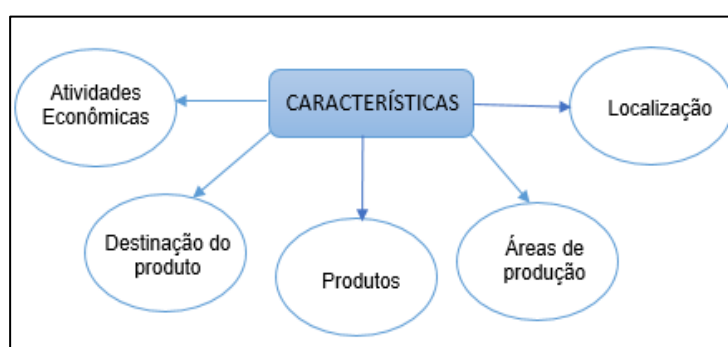 CARACTERÍSTICAS
Atividades
Econômicas
Localização
Destinação do
produto
Produtos
Áreas de
produção